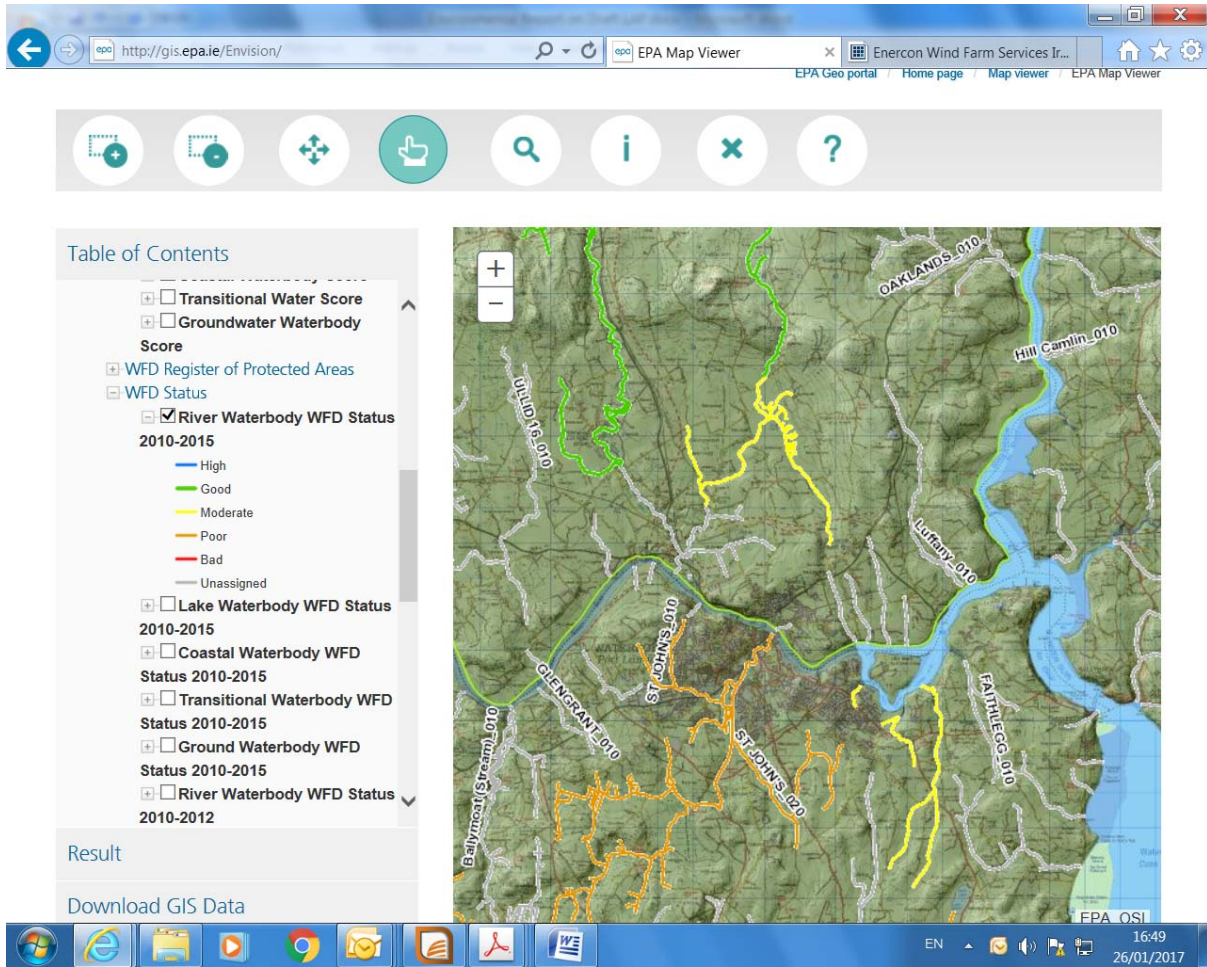 http://gis.epa.ie/Envision/
epa
EPA Map Viewer
Enercon Wind Farm Services Ir...
EPA Geo portal / Home page / Map viewer / EPA Map Viewer
i
?
Table of Contents
Transitional Water Score
Groundwater Waterbody
Score
WFD Register of Protected Areas
WFD Status
River Waterbody WFD Status
2010-2015
High
Good
Moderate
Poor
Bad
Unassigned
Lake Waterbody WFD Status
2010-2015
Coastal Waterbody WFD
Status 2010-2015
Transitional Waterbody WFD
Status 2010-2015
Ground Waterbody WFD
Status 2010-2015
River Waterbody WFD Status
2010-2012
Result
Download GIS Data
+
−
OAKLANDS_010
Hill Camlin_010
ULLID 16_010
Luffany_010
ST JOHN'S_010
GLENGRANT_010
FAITHLEGG_010
ST JOHN'S_020
Ballymoat (Stream)_010
EPA OSI
EN
16:49
26/01/2017